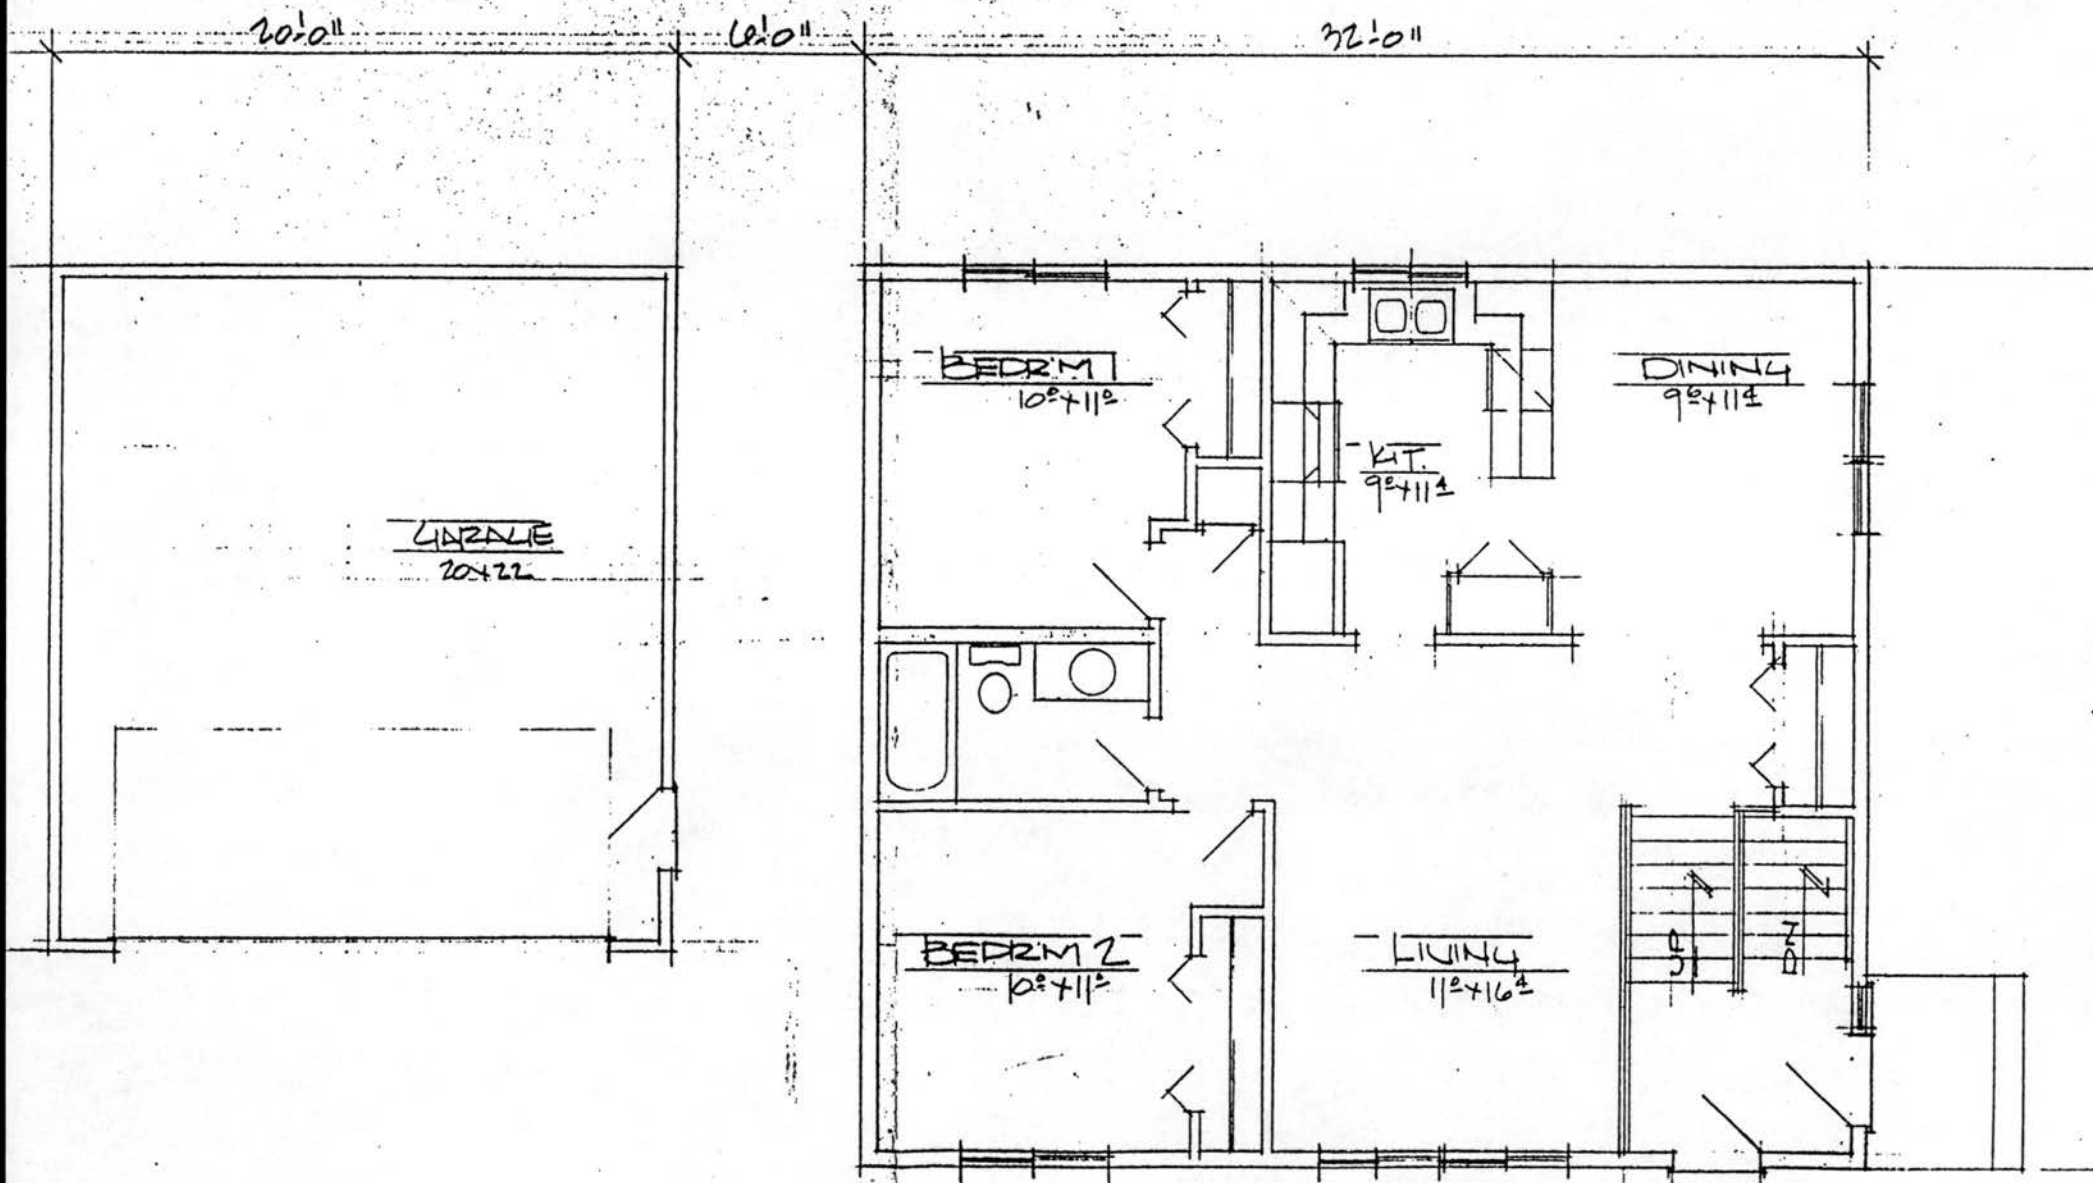 20'-0"
6'-0"
32'-0"
BEDR'M 1
10⁰x11⁰
DINING
9⁶x11⁴
KIT.
9⁰x11⁴
GARAGE
20x22
BEDR'M 2
10⁰x11⁰
LIVING
11⁰x16⁴
UP
DN